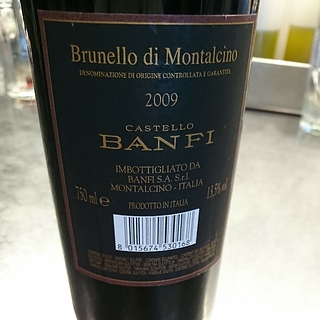 Brunello di Montalcino
DENOMINAZIONE DI ORIGINE CONTROLLATA E GARANTITA
2009
CASTELLO
BANFI
IMBOTTIGLIATO DA
BANFI S.A. S.r.l.
MONTALCINO - ITALIA
750 ml e
13,5% vol
PRODOTTO IN ITALIA
8 015674 530168